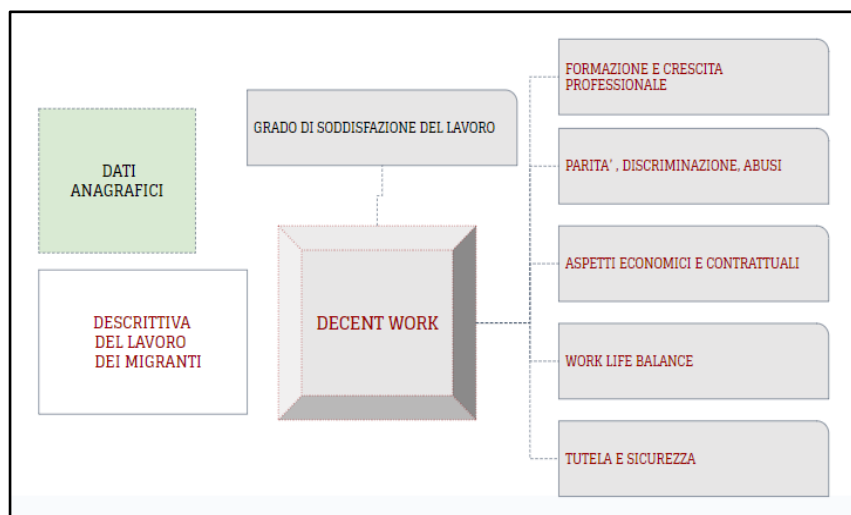 DATI
ANAGRAFICI
DESCRITTIVA
DEL LAVORO
DEI MIGRANTI
GRADO DI SODDISFAZIONE DEL LAVORO
DECENT WORK
FORMAZIONE E CRESCITA
PROFESSIONALE
PARITA' , DISCRIMINAZIONE, ABUSI
ASPETTI ECONOMICI E CONTRATTUALI
WORK LIFE BALANCE
TUTELA E SICUREZZA